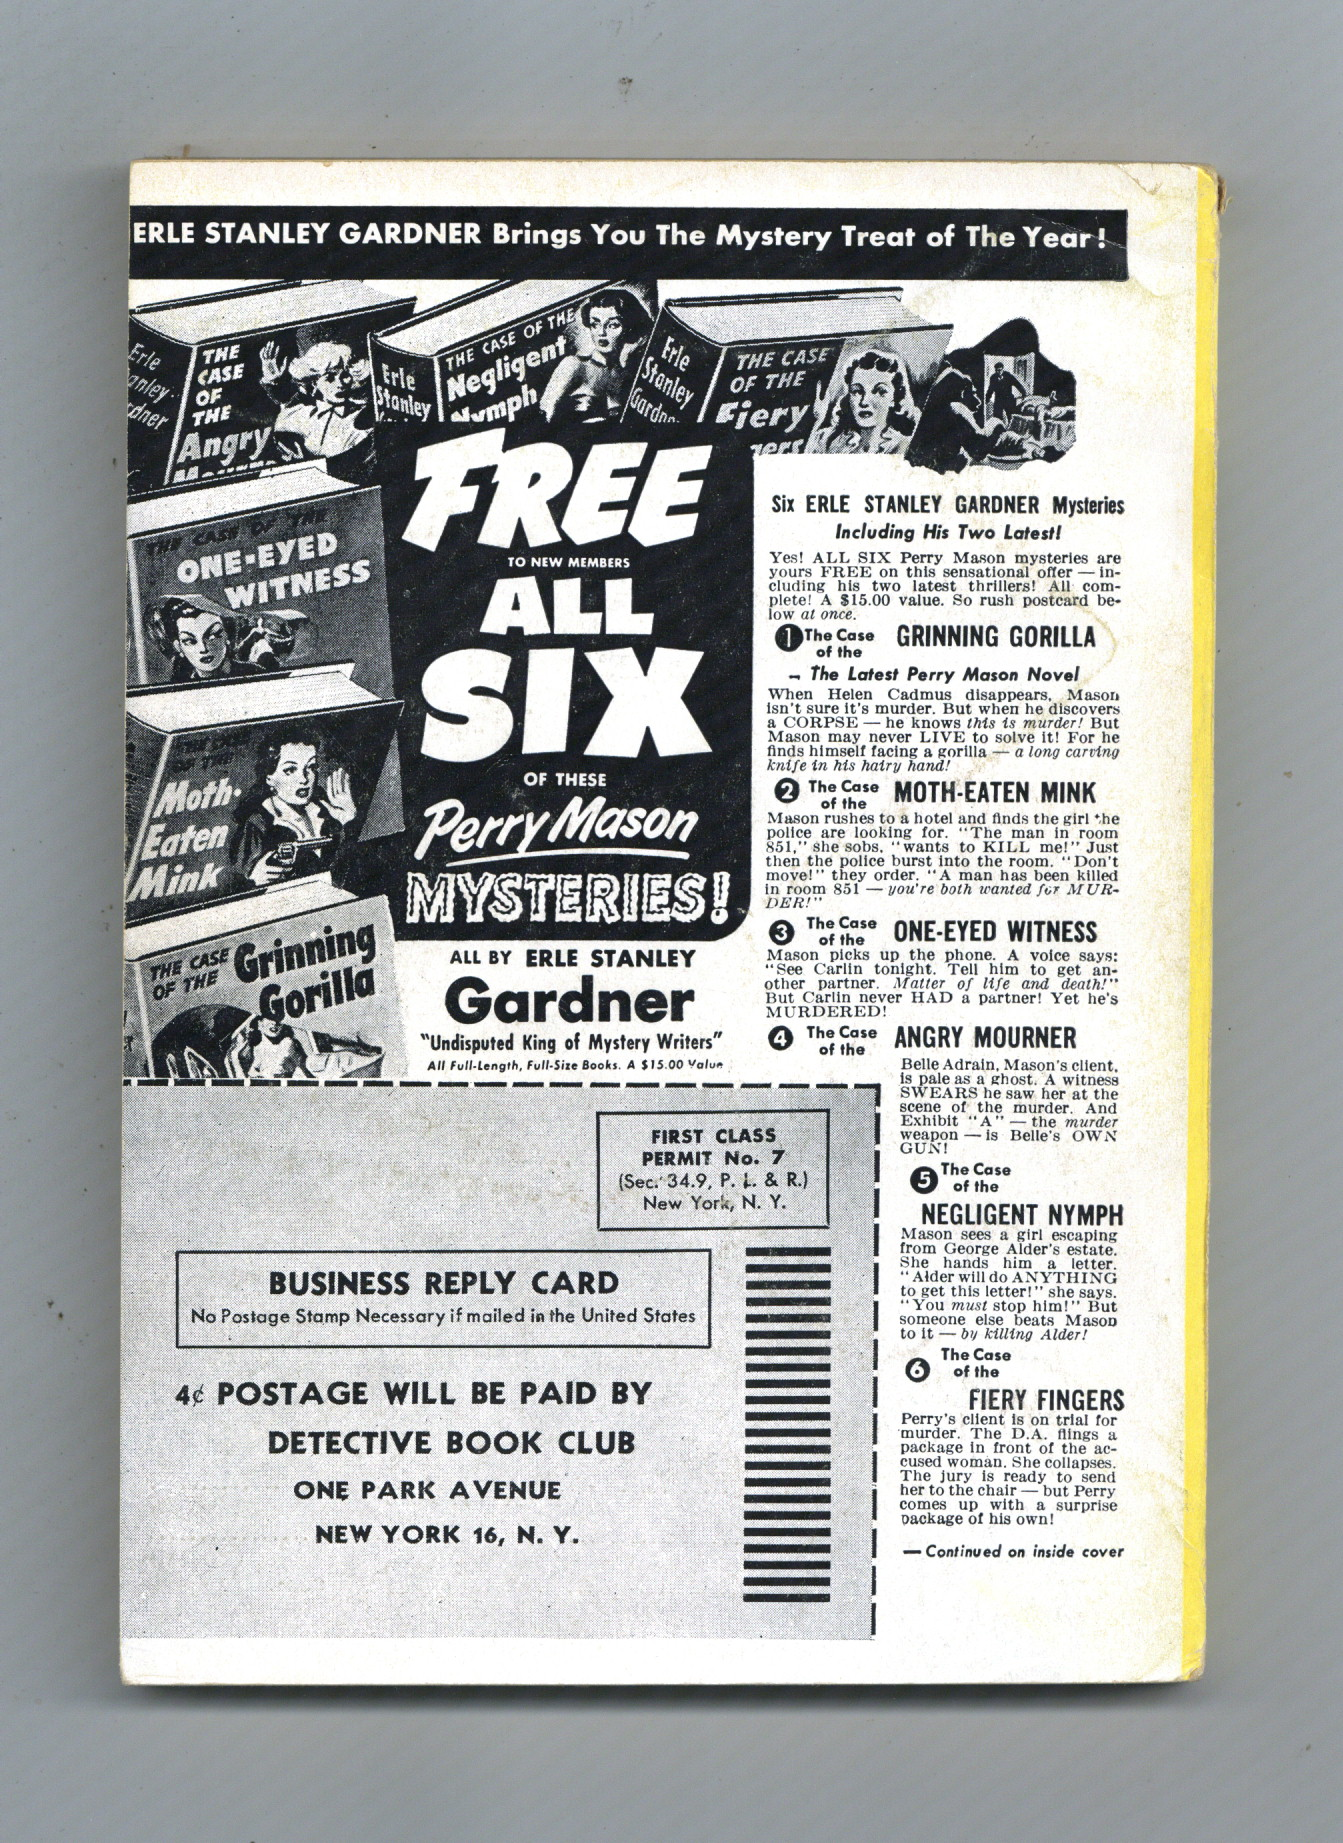 ERLE STANLEY GARDNER Brings You The Mystery Treat of The Year!
Erle
THE
CASE
OF
THE
Angry
Erle
Stanley
THE CASE OF THE
Negligent
Nymph
Erle
Stanley
THE CASE
OF THE
Fiery
THE CASE OF THE
ONE-EYED
WITNESS
Moth-
Eaten
Mink
THE CASE
OF THE
Grinning
Gorilla
FREE
TO NEW MEMBERS
ALL
SIX
OF THESE
Perry Mason
MYSTERIES!
ALL BY ERLE STANLEY
Gardner
"Undisputed King of Mystery Writers"
All Full-Length, Full-Size Books. A $15.00 Value
Six ERLE STANLEY GARDNER Mysteries
Including His Two Latest!
Yes! ALL SIX Perry Mason mysteries are
yours FREE on this sensational offer — in-
cluding his two latest thrillers! All com-
plete! A $15.00 value. So rush postcard be-
low at once.
1 The Case
of the GRINNING GORILLA
The Latest Perry Mason Novel
When Helen Cadmus disappears, Mason
isn't sure it's murder. But when he discovers
a CORPSE — he knows this is murder! But
Mason may never LIVE to solve it! For he
finds himself facing a gorilla — a long carving
knife in his hairy hand!
2 The Case
of the MOTH-EATEN MINK
Mason rushes to a hotel and finds the girl the
police are looking for. "The man in room
851," she sobs, "wants to KILL me!" Just
then the police burst into the room. "Don't
move!" they order. "A man has been killed
in room 851 — you're both wanted for MUR-
DER!"
3 The Case
of the ONE-EYED WITNESS
Mason picks up the phone. A voice says:
"See Carlin tonight. Tell him to get an-
other partner. Matter of life and death!"
But Carlin never HAD a partner! Yet he's
MURDERED!
4 The Case
of the ANGRY MOURNER
Belle Adrain, Mason's client,
is pale as a ghost. A witness
SWEARS he saw her at the
scene of the murder. And
Exhibit "A" — the murder
weapon — is Belle's OWN
GUN!
5 The Case
of the
NEGLIGENT NYMPH
Mason sees a girl escaping
from George Alder's estate.
She hands him a letter.
"Alder will do ANYTHING
to get this letter!" she says.
"You must stop him!" But
someone else beats Mason
to it — by killing Alder!
6 The Case
of the
FIERY FINGERS
Perry's client is on trial for
murder. The D.A. flings a
package in front of the ac-
cused woman. She collapses.
The jury is ready to send
her to the chair — but Perry
comes up with a surprise
package of his own!
— Continued on inside cover
FIRST CLASS
PERMIT No. 7
(Sec. 34.9, P. L. & R.)
New York, N. Y.
BUSINESS REPLY CARD
No Postage Stamp Necessary if mailed in the United States
4¢ POSTAGE WILL BE PAID BY
DETECTIVE BOOK CLUB
ONE PARK AVENUE
NEW YORK 16, N. Y.